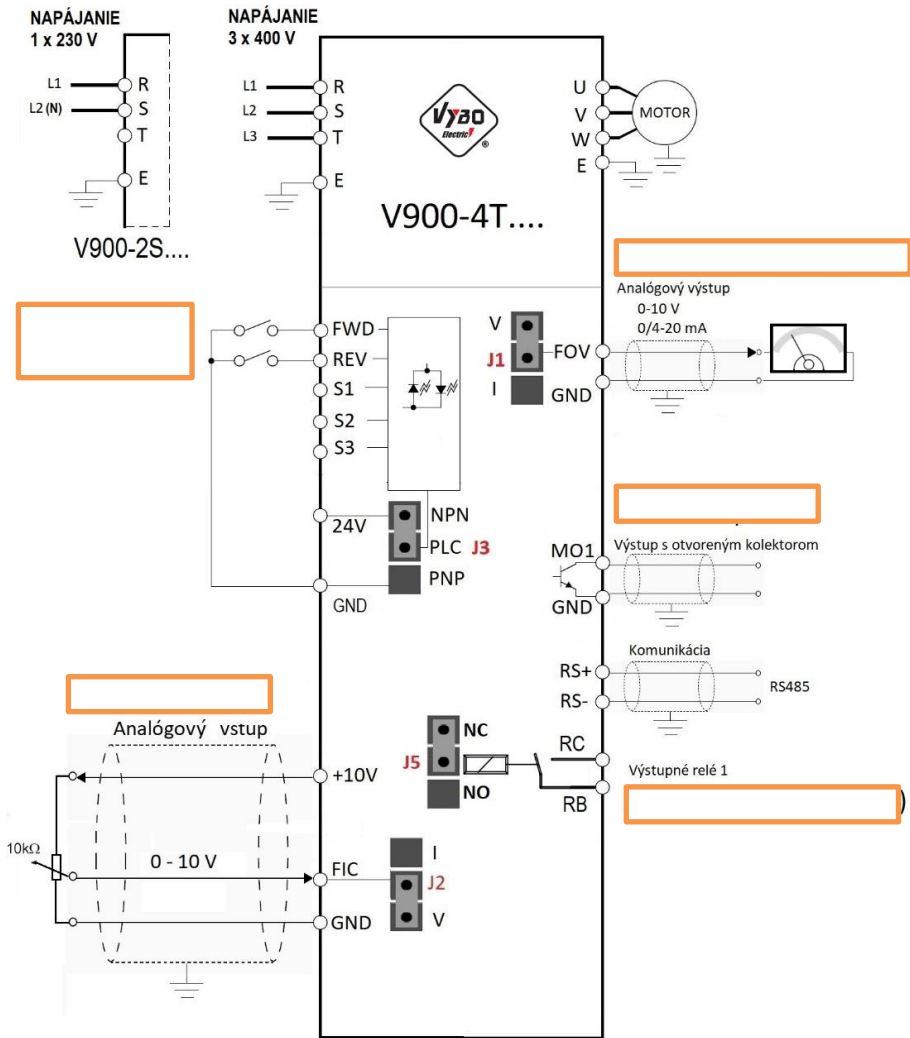 NAPÁJANIE
1 x 230 V
L1
R
L2 (N)
S
T
E
V900-2S....
NAPÁJANIE
3 x 400 V
L1
R
L2
S
L3
T
E
VYBO
Electric
®
V900-4T....
U
V
W
E
MOTOR
FWD
REV
S1
S2
S3
24V
NPN
PLC J3
PNP
GND
V
J1
I
FOV
GND
Analógový výstup
0-10 V
0/4-20 mA
MO1
GND
Výstup s otvoreným kolektorom
Komunikácia
RS+
RS-
RS485
NC
J5
NO
RC
RB
Výstupné relé 1
)
Analógový vstup
+10V
10kΩ
0 - 10 V
FIC
GND
I
J2
V